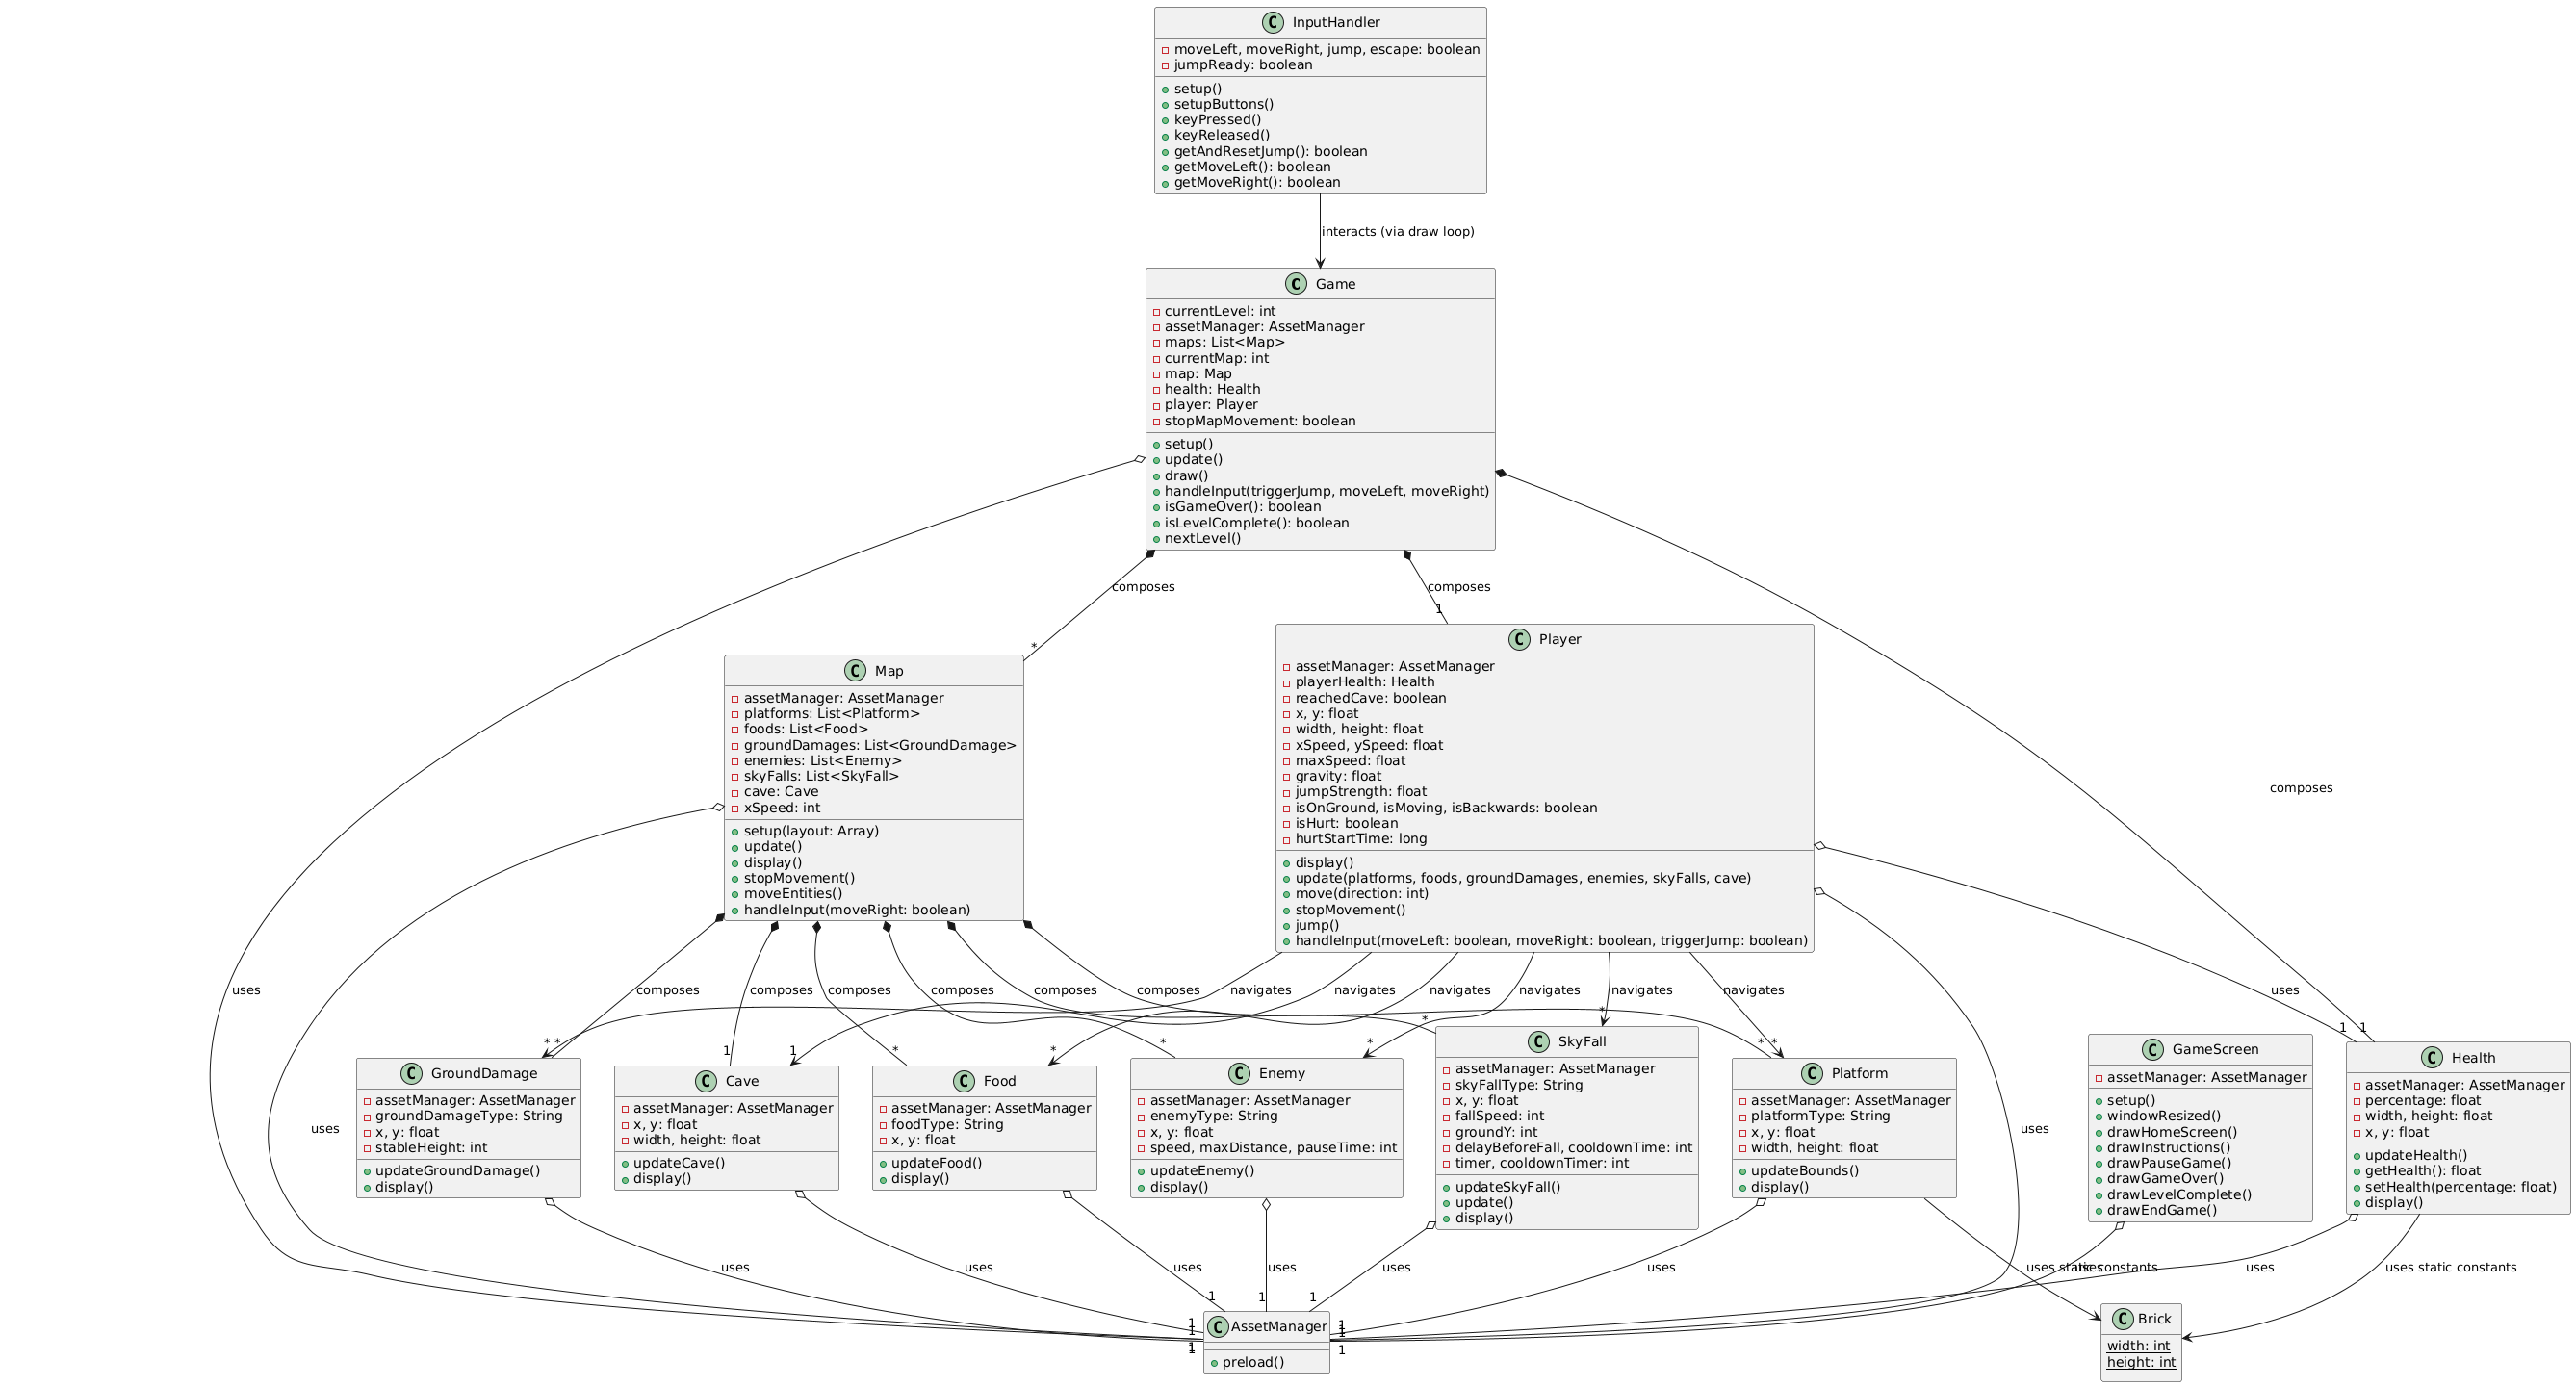 InputHandler
moveLeft, moveRight, jump, escape: boolean
jumpReady: boolean
setup()
setupButtons()
keyPressed()
keyReleased()
getAndResetJump(): boolean
getMoveLeft(): boolean
getMoveRight(): boolean
interacts (via draw loop)
Game
currentLevel: int
assetManager: AssetManager
maps: List<Map>
currentMap: int
map: Map
health: Health
player: Player
stopMapMovement: boolean
setup()
update()
draw()
handleInput(triggerJump, moveLeft, moveRight)
isGameOver(): boolean
isLevelComplete(): boolean
nextLevel()
composes
*
composes
1
composes
1
uses
1
Map
assetManager: AssetManager
platforms: List<Platform>
foods: List<Food>
groundDamages: List<GroundDamage>
enemies: List<Enemy>
skyFalls: List<SkyFall>
cave: Cave
xSpeed: int
setup(layout: Array)
update()
display()
stopMovement()
moveEntities()
handleInput(moveRight: boolean)
Player
assetManager: AssetManager
playerHealth: Health
reachedCave: boolean
x, y: float
width, height: float
xSpeed, ySpeed: float
maxSpeed: float
gravity: float
jumpStrength: float
isOnGround, isMoving, isBackwards: boolean
isHurt: boolean
hurtStartTime: long
display()
update(platforms, foods, groundDamages, enemies, skyFalls, cave)
move(direction: int)
stopMovement()
jump()
handleInput(moveLeft: boolean, moveRight: boolean, triggerJump: boolean)
composes
*
composes
1
composes
*
composes
*
composes
*
composes
*
navigates
*
navigates
1
navigates
*
navigates
*
navigates
*
navigates
*
uses
1
uses
1
uses
1
GroundDamage
assetManager: AssetManager
groundDamageType: String
x, y: float
stableHeight: int
updateGroundDamage()
display()
Cave
assetManager: AssetManager
x, y: float
width, height: float
updateCave()
display()
Food
assetManager: AssetManager
foodType: String
x, y: float
updateFood()
display()
Enemy
assetManager: AssetManager
enemyType: String
x, y: float
speed, maxDistance, pauseTime: int
updateEnemy()
display()
SkyFall
assetManager: AssetManager
skyFallType: String
x, y: float
fallSpeed: int
groundY: int
delayBeforeFall, cooldownTime: int
timer, cooldownTimer: int
updateSkyFall()
update()
display()
Platform
assetManager: AssetManager
platformType: String
x, y: float
width, height: float
updateBounds()
display()
GameScreen
assetManager: AssetManager
setup()
windowResized()
drawHomeScreen()
drawInstructions()
drawPauseGame()
drawGameOver()
drawLevelComplete()
drawEndGame()
Health
assetManager: AssetManager
percentage: float
width, height: float
x, y: float
updateHealth()
getHealth(): float
setHealth(percentage: float)
display()
uses
1
uses
1
uses
1
uses
1
uses
1
uses
1
uses static constants
uses
1
uses
1
uses static constants
AssetManager
preload()
Brick
width: int
height: int